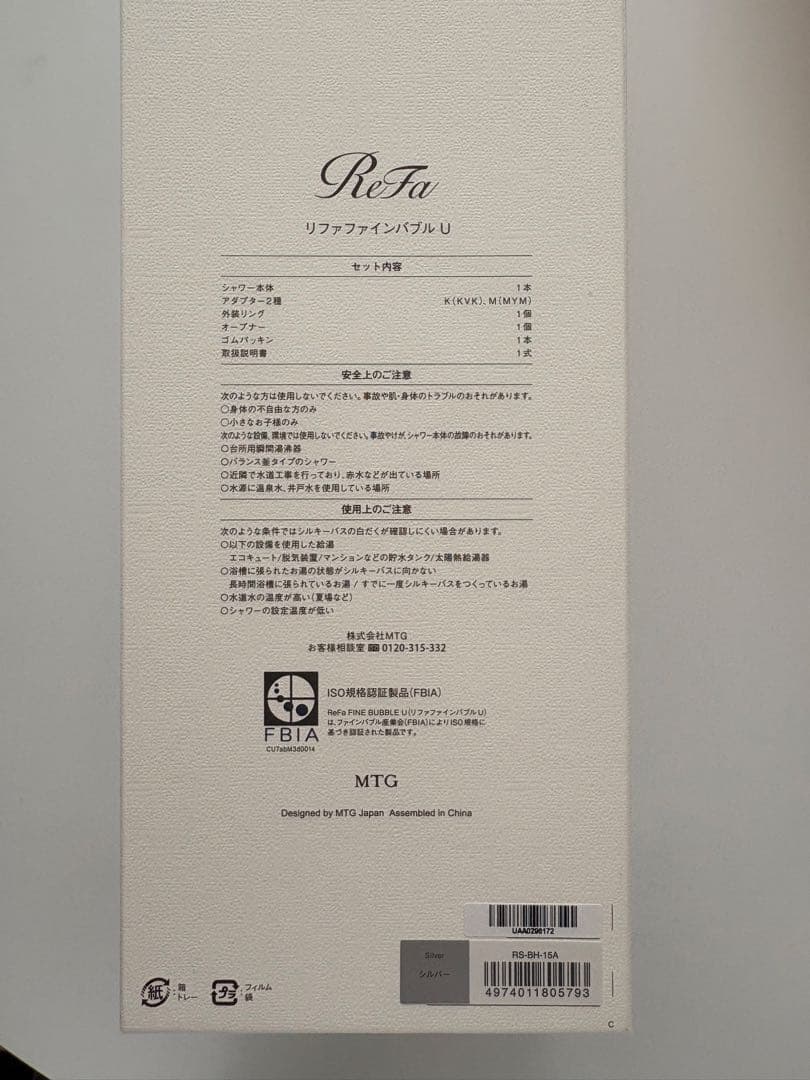 ReFa
リファファインバブル U
セット内容
シャワー本体 1本
アダプター2種 K(KVK)、M(MYM)
外装リング 1個
オープナー 1個
ゴムパッキン 1本
取扱説明書 1式
安全上のご注意
次のような方は使用しないでください。事故や肌・身体のトラブルのおそれがあります。
○身体の不自由な方のみ
○小さなお子様のみ
次のような設備、環境では使用しないでください。事故やけが、シャワー本体の故障のおそれがあります。
○台所用瞬間湯沸器
○バランス釜タイプのシャワー
○近隣で水道工事を行っており、赤水などが出ている場所
○水源に温泉水、井戸水を使用している場所
使用上のご注意
次のような条件ではシルキーバスの白だくが確認しにくい場合があります。
○以下の設備を使用した給湯
エコキュート/脱気装置/マンションなどの貯水タンク/太陽熱給湯器
○浴槽に張られたお湯の状態がシルキーバスに向かない
長時間浴槽に張られているお湯 / すでに一度シルキーバスをつくっているお湯
○水道水の温度が高い(夏場など)
○シャワーの設定温度が低い
株式会社MTG
お客様相談室 0120-315-332
ISO規格認証製品(FBIA)
ReFa FINE BUBBLE U(リファファインバブル U)
は、ファインバブル産業会(FBIA)によりISO規格に
基づき認証された製品です。
FBIA
CU7abM3d0014
MTG
Designed by MTG Japan Assembled in China
UAA0296172
Silver
シルバー
RS-BH-15A
4974011805793
紙 : 箱 トレー
プラ : フィルム 袋
C